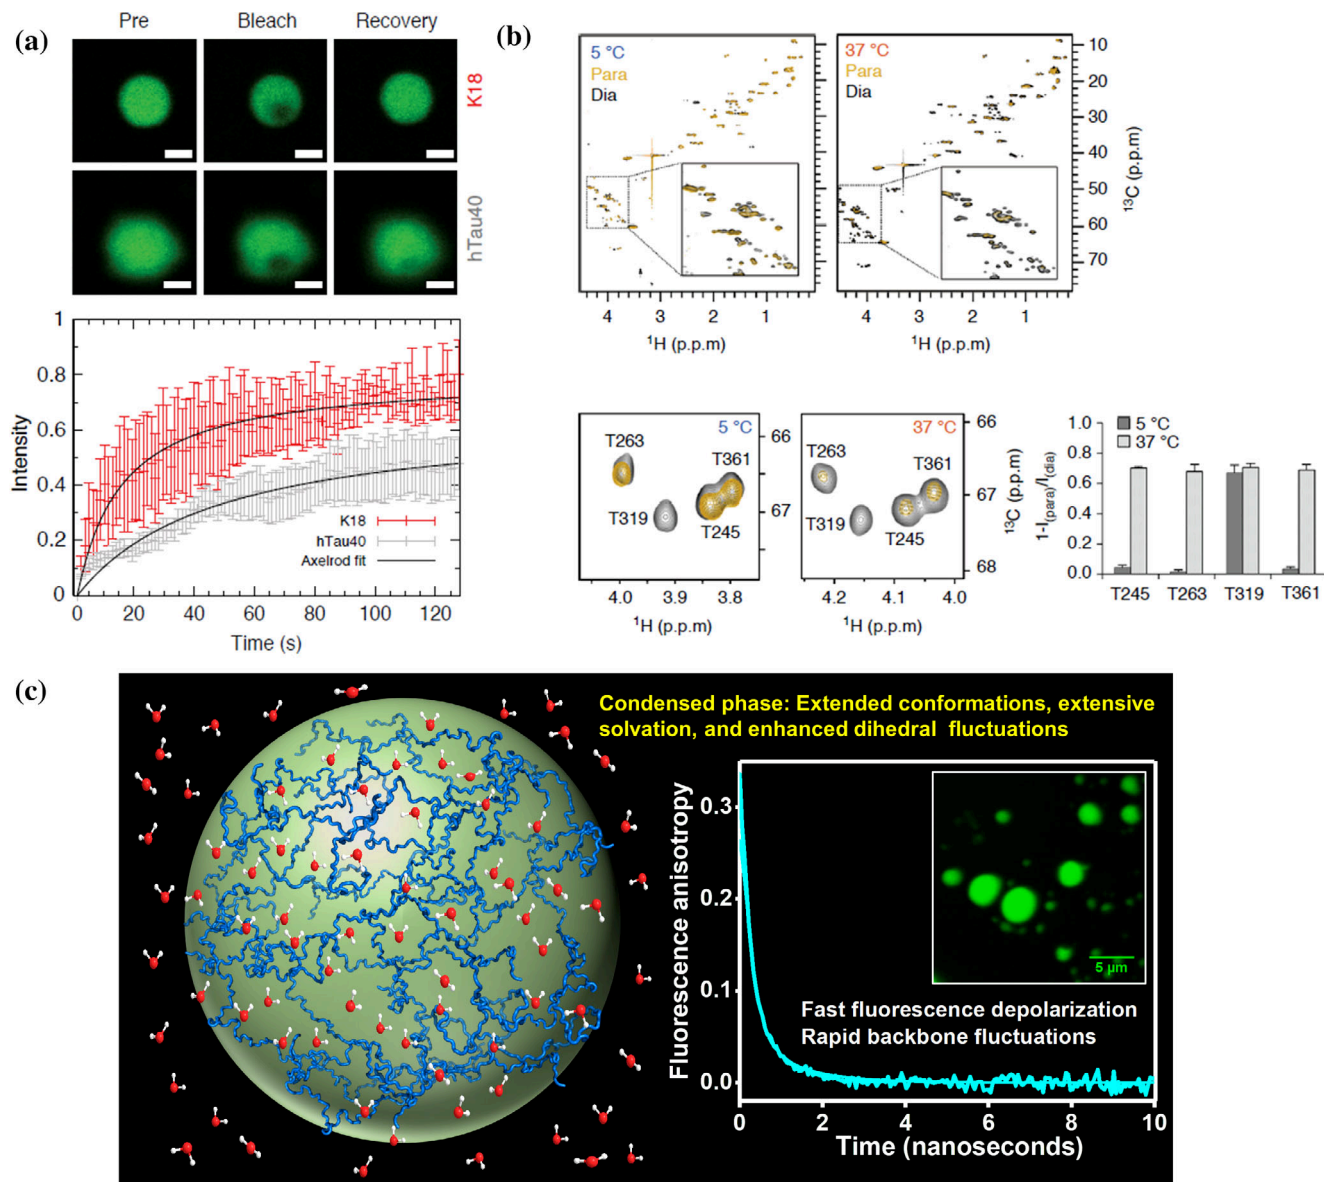 (a)
Pre Bleach Recovery
K18
hTau40
1
0.8
0.6
0.4
0.2
0
Intensity
K18
hTau40
Axelrod fit
0 20 40 60 80 100 120
Time (s)
(b)
5 °C
Para
Dia
37 °C
Para
Dia
10
20
30
40
50
60
70
¹³C (p.p.m)
4 3 2 1
4 3 2 1
¹H (p.p.m)
¹H (p.p.m)
5 °C
T263
T361
T319
T245
66
67
4.0 3.9 3.8
¹H (p.p.m)
37 °C
T263
T361
T319
T245
66
67
68
¹³C (p.p.m)
4.2 4.1 4.0
¹H (p.p.m)
5 °C
37 °C
1.0
0.8
0.6
0.4
0.2
0.0
1-I(para)/I(dia)
T245 T263 T319 T361
(c)
Condensed phase: Extended conformations, extensive
solvation, and enhanced dihedral fluctuations
0.3
0.2
0.1
0.0
Fluorescence anisotropy
5 µm
Fast fluorescence depolarization
Rapid backbone fluctuations
0 2 4 6 8 10
Time (nanoseconds)